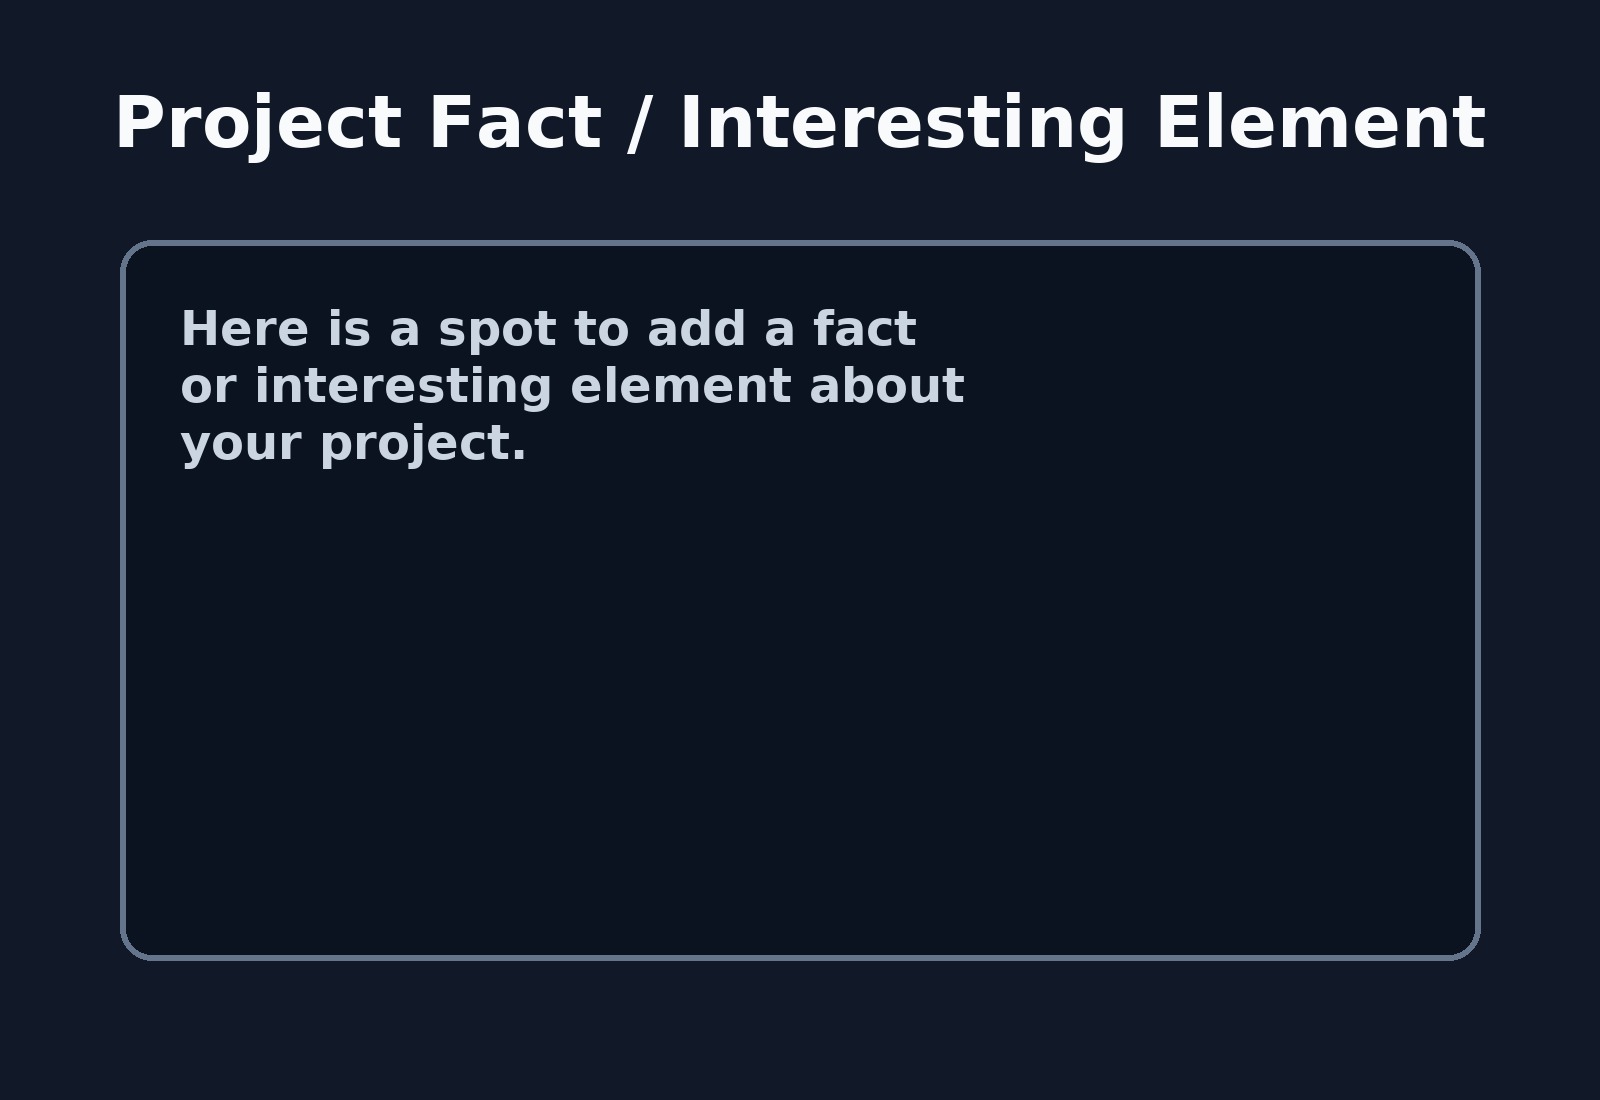 Project Fact / Interesting Element
Here is a spot to add a fact
or interesting element about
your project.